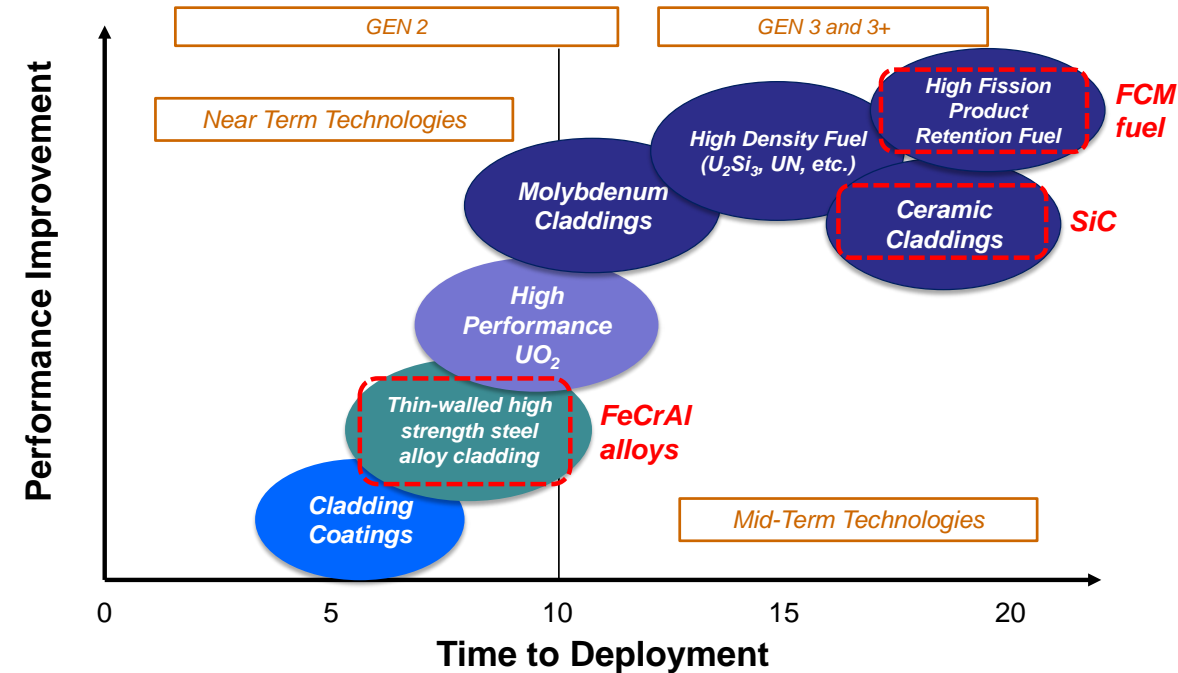 GEN 2
GEN 3 and 3+
Performance Improvement
Near Term Technologies
High Fission
Product
Retention Fuel
FCM
fuel
High Density Fuel
(U₂Si₃, UN, etc.)
Molybdenum
Claddings
Ceramic
Claddings
SiC
High
Performance
UO₂
Thin-walled high
strength steel
alloy cladding
FeCrAl
alloys
Cladding
Coatings
Mid-Term Technologies
0
5
10
15
20
Time to Deployment